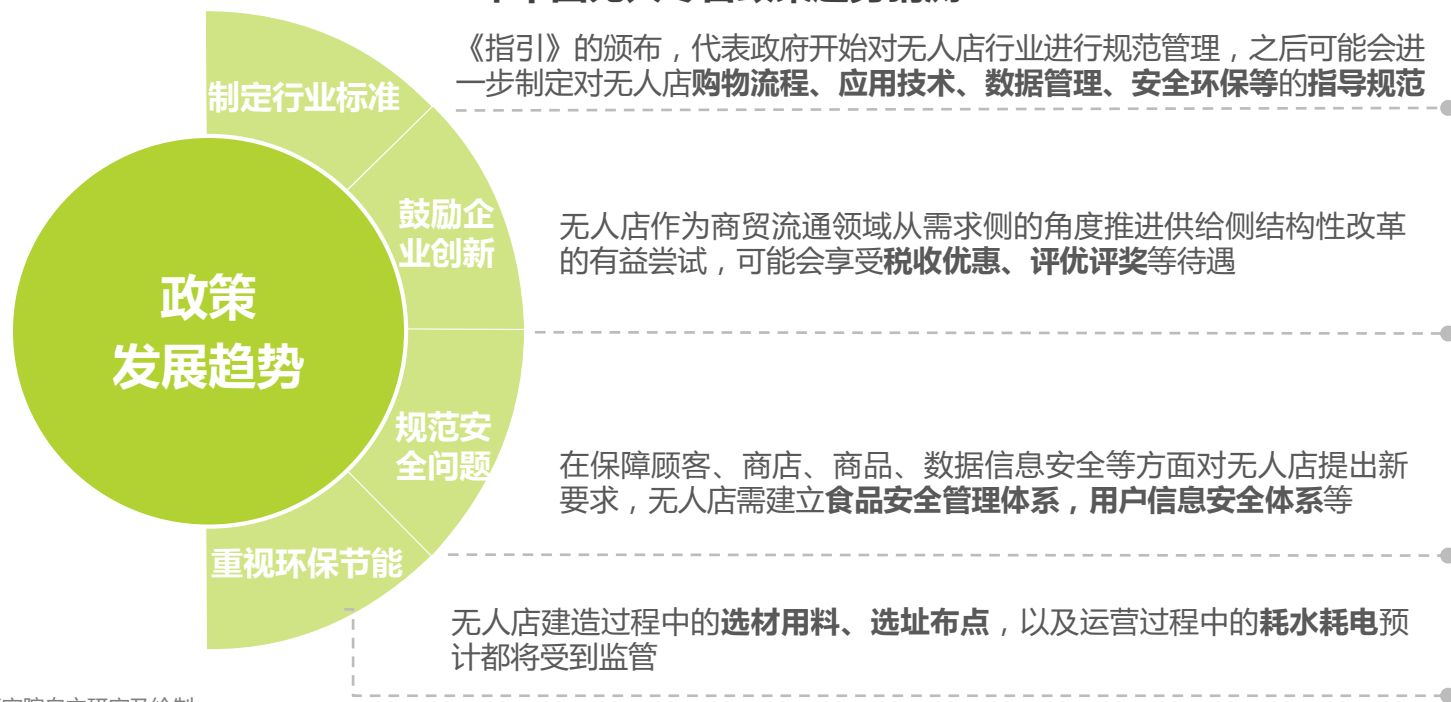 《指引》的颁布，代表政府开始对无人店行业进行规范管理，之后可能会进
一步制定对无人店购物流程、应用技术、数据管理、安全环保等的指导规范
制定行业标准
鼓励企
业创新
无人店作为商贸流通领域从需求侧的角度推进供给侧结构性改革
的有益尝试，可能会享受税收优惠、评优评奖等待遇
政策
发展趋势
规范安
全问题
在保障顾客、商店、商品、数据信息安全等方面对无人店提出新
要求，无人店需建立食品安全管理体系，用户信息安全体系等
重视环保节能
无人店建造过程中的选材用料、选址布点，以及运营过程中的耗水耗电预
计都将受到监管